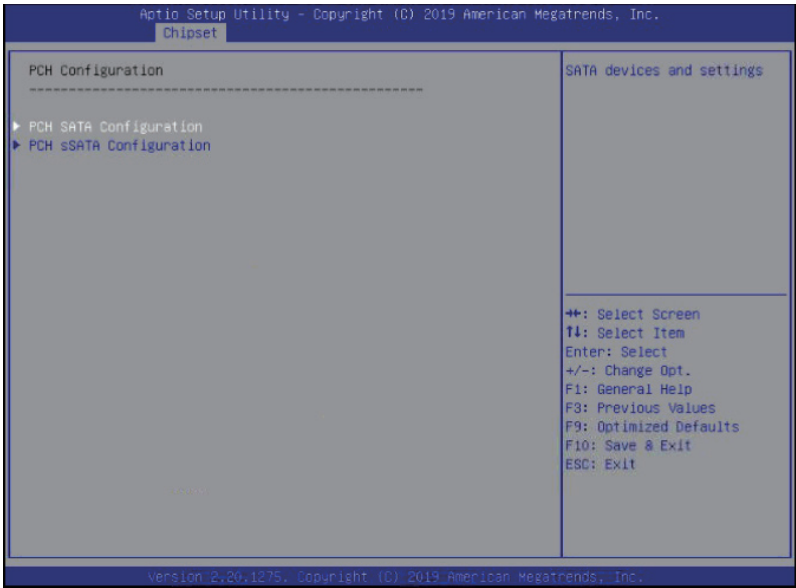 Aptio Setup Utility - Copyright (C) 2019 American Megatrends, Inc.
Chipset
PCH Configuration
--------------------------------------------------
SATA devices and settings
▶ PCH SATA Configuration
▶ PCH sSATA Configuration
→←: Select Screen
↑↓: Select Item
Enter: Select
+/-: Change Opt.
F1: General Help
F3: Previous Values
F9: Optimized Defaults
F10: Save & Exit
ESC: Exit
Version 2.20.1275. Copyright (C) 2019 American Megatrends, Inc.